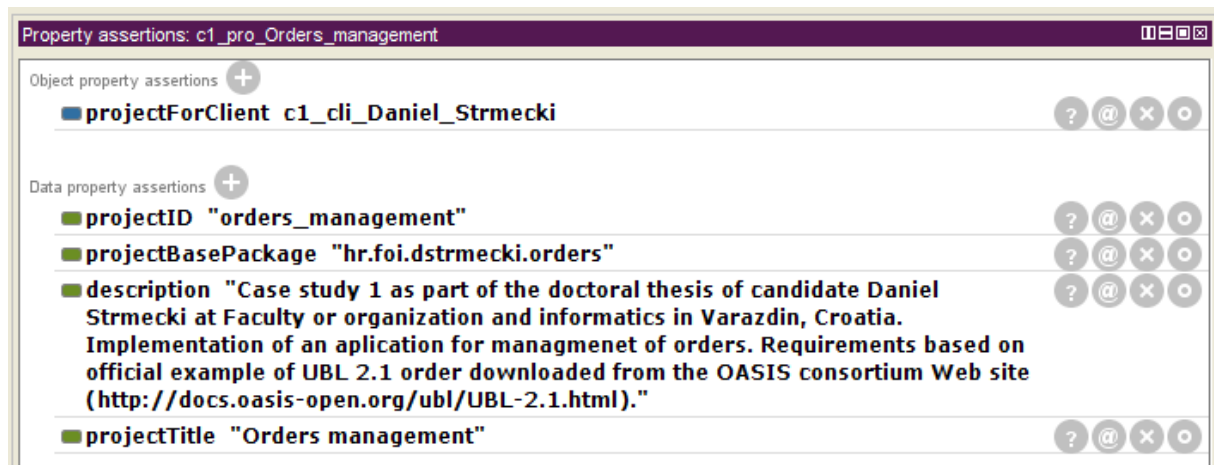 Property assertions: c1_pro_Orders_management
Object property assertions
projectForClient c1_cli_Daniel_Strmecki
Data property assertions
projectID "orders_management"
projectBasePackage "hr.foi.dstrmecki.orders"
description "Case study 1 as part of the doctoral thesis of candidate Daniel
Strmecki at Faculty or organization and informatics in Varazdin, Croatia.
Implementation of an aplication for managmenet of orders. Requirements based on
official example of UBL 2.1 order downloaded from the OASIS consortium Web site
(http://docs.oasis-open.org/ubl/UBL-2.1.html)."
projectTitle "Orders management"